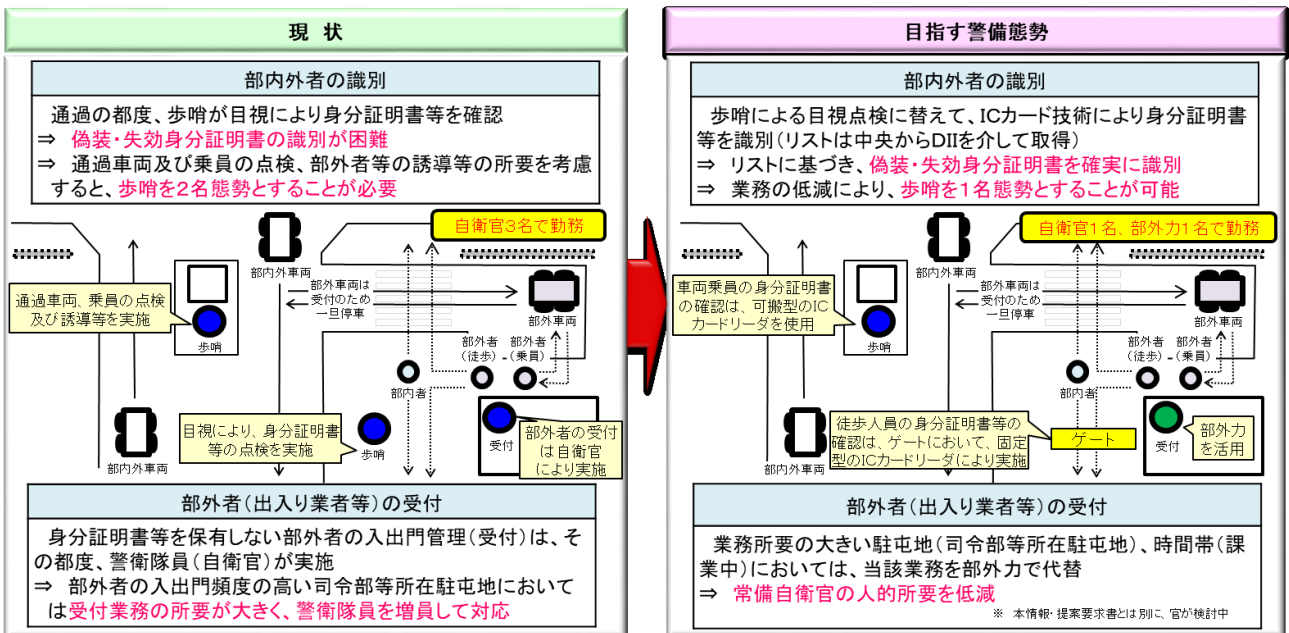 現 状
部内外者の識別
通過の都度、歩哨が目視により身分証明書等を確認
⇒ 偽装・失効身分証明書の識別が困難
⇒ 通過車両及び乗員の点検、部外者等の誘導等の所要を考慮
すると、歩哨を2名態勢とすることが必要
自衛官3名で勤務
部内外車両
通過車両、乗員の点検
及び誘導等を実施
歩哨
部外車両は
受付のため
一旦停車
部外車両
部外者
(徒歩)
部外者
(乗員)
部内者
目視により、身分証明書
等の点検を実施
歩哨
受付
部外者の受付
は自衛官
により実施
部内外車両
部外者(出入り業者等)の受付
身分証明書等を保有しない部外者の入出門管理(受付)は、そ
の都度、警衛隊員(自衛官)が実施
⇒ 部外者の入出門頻度の高い司令部等所在駐屯地において
は受付業務の所要が大きく、警衛隊員を増員して対応
目指す警備態勢
部内外者の識別
歩哨による目視点検に替えて、ICカード技術により身分証明書
等を識別(リストは中央からDIIを介して取得)
⇒ リストに基づき、偽装・失効身分証明書を確実に識別
⇒ 業務の低減により、歩哨を1名態勢とすることが可能
自衛官1名、部外力1名で勤務
部内外車両
車両乗員の身分証明書
の確認は、可搬型のIC
カードリーダを使用
歩哨
部外車両は
受付のため
一旦停車
部外車両
部外者
(徒歩)
部外者
(乗員)
部内者
徒歩人員の身分証明書等の
確認は、ゲートにおいて、固定
型のICカードリーダにより実施
ゲート
受付
部外力
を活用
部内外車両
部外者(出入り業者等)の受付
業務所要の大きい駐屯地(司令部等所在駐屯地)、時間帯(課
業中)においては、当該業務を部外力で代替
⇒ 常備自衛官の人的所要を低減
※ 本情報・提案要求書とは別に、官が検討中